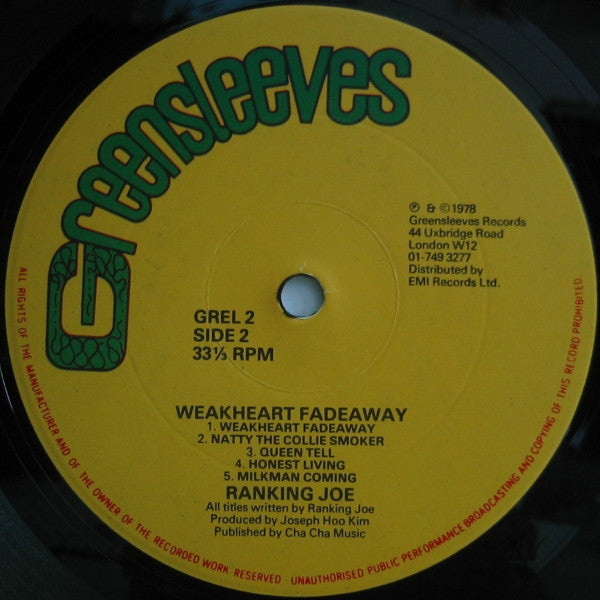 Greensleeves
℗ & © 1978
Greensleeves Records
44 Uxbridge Road
London W12
01-749 3277
Distributed by
EMI Records Ltd.
GREL 2
SIDE 2
33⅓ RPM
WEAKHEART FADEAWAY
1. WEAKHEART FADEAWAY
2. NATTY THE COLLIE SMOKER
3. QUEEN TELL
4. HONEST LIVING
5. MILKMAN COMING
RANKING JOE
All titles written by Ranking Joe
Produced by Joseph Hoo Kim
Published by Cha Cha Music
ALL RIGHTS OF THE MANUFACTURER AND OF THE OWNER OF THE RECORDED WORK RESERVED · UNAUTHORISED PUBLIC PERFORMANCE BROADCASTING AND COPYING OF THIS RECORD PROHIBITED.